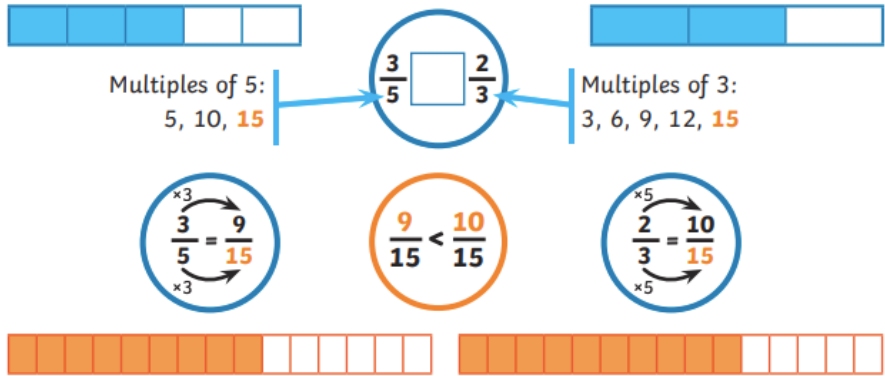 3/5 □ 2/3
Multiples of 5:
5, 10, 15
Multiples of 3:
3, 6, 9, 12, 15
×3
3/5 = 9/15
×3
9/15 < 10/15
×5
2/3 = 10/15
×5